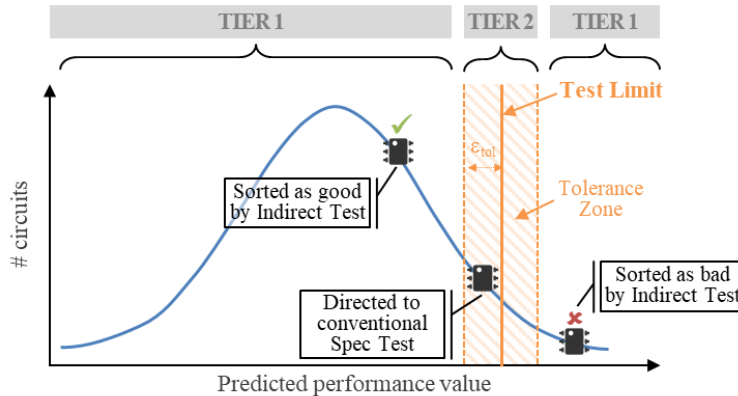 TIER 1
TIER 2
TIER 1
Test Limit
ε_tol
Tolerance
Zone
Sorted as good
by Indirect Test
Sorted as bad
by Indirect Test
Directed to
conventional
Spec Test
# circuits
Predicted performance value